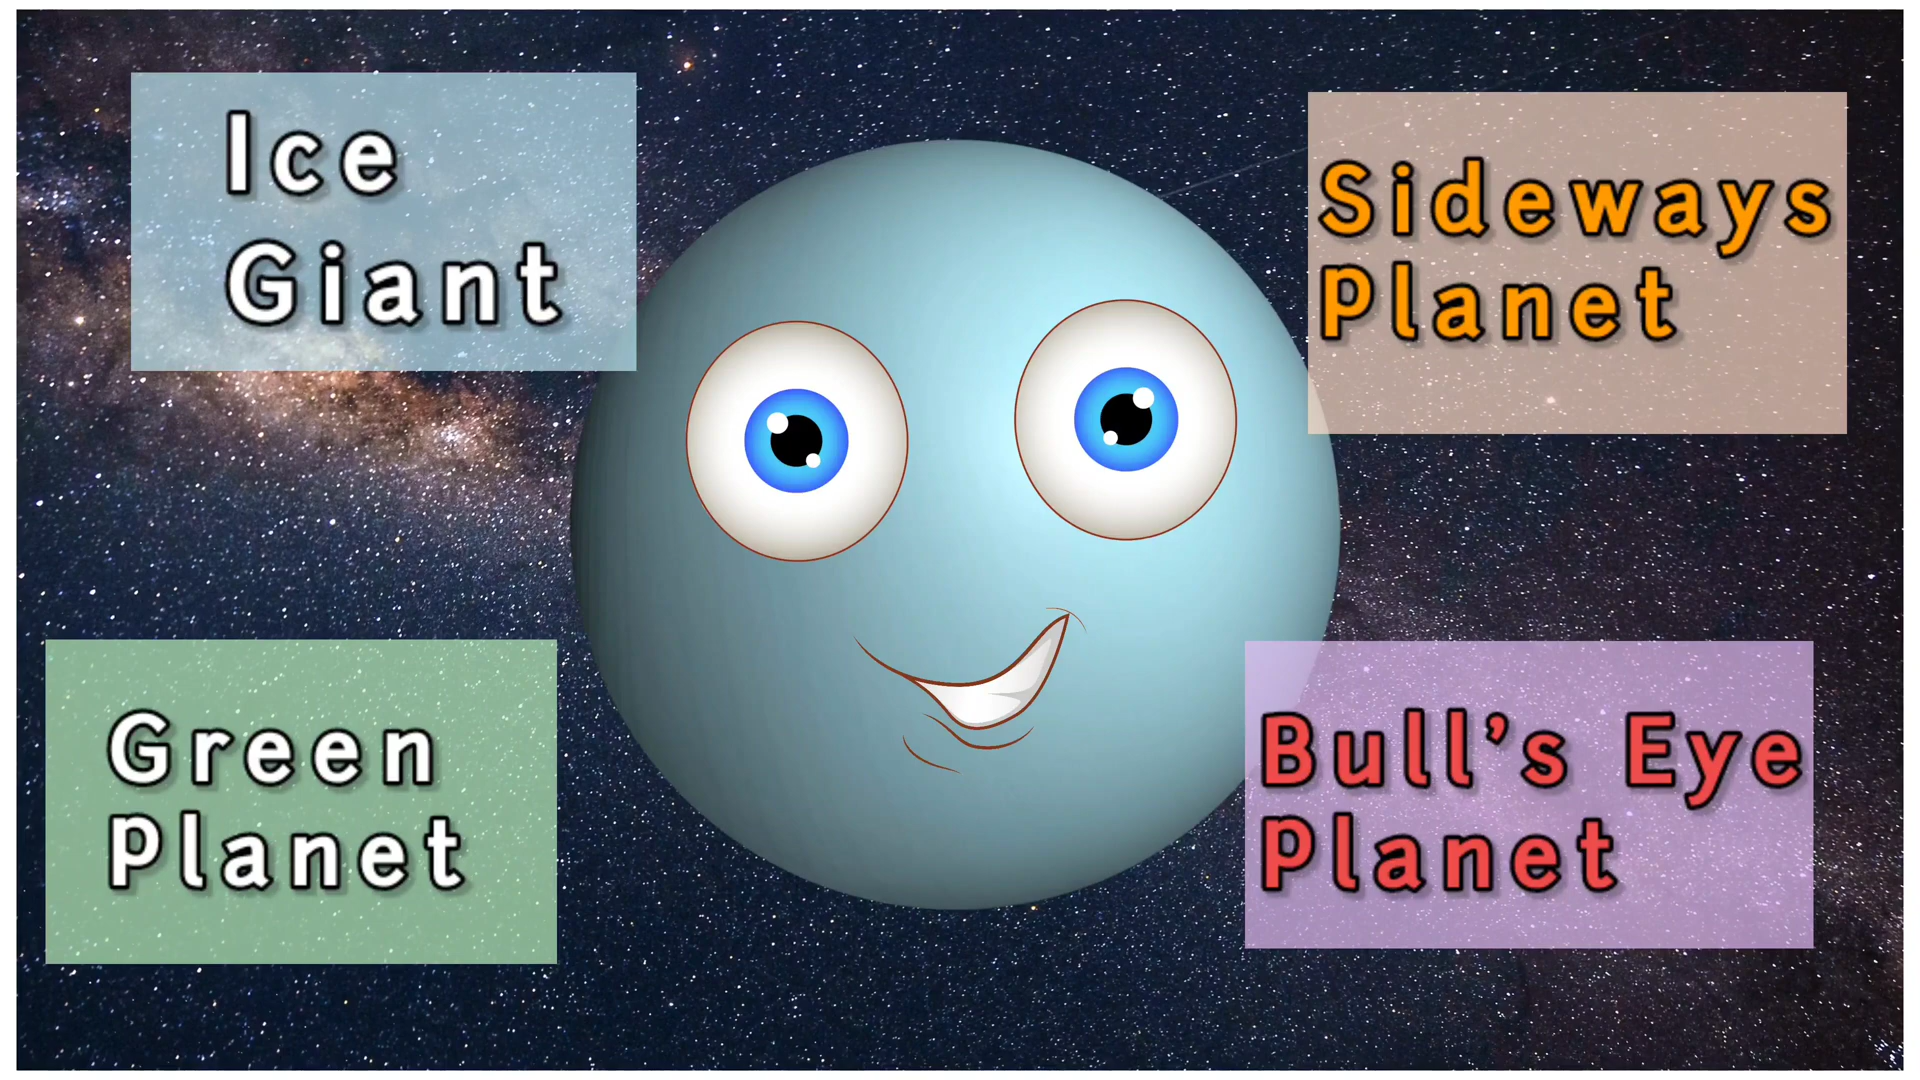 Ice
Giant
Sideways
Planet
Green
Planet
Bull's Eye
Planet